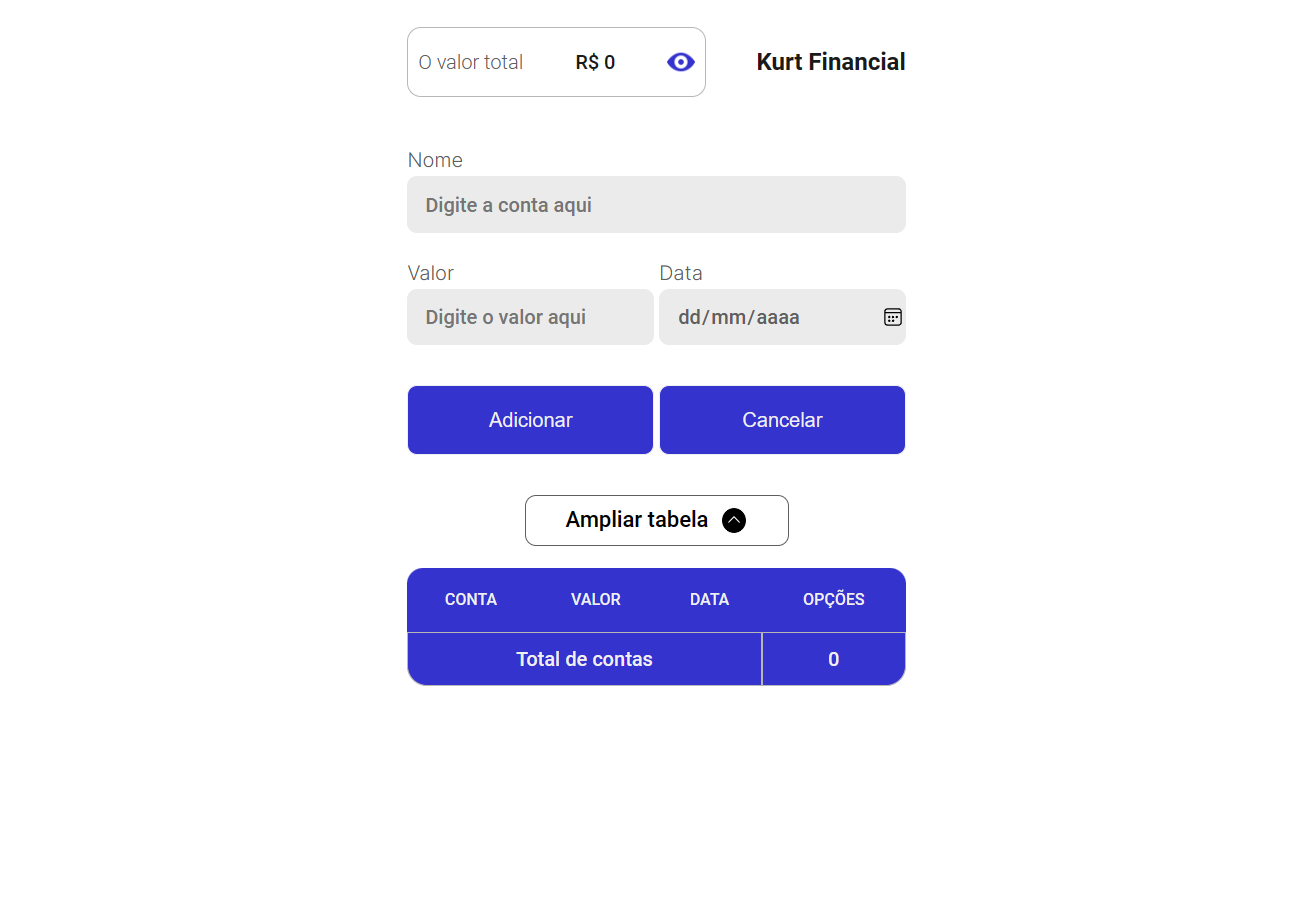 O valor total R$ 0 Kurt Financial
Nome
Digite a conta aqui
Valor Data
Digite o valor aqui dd/mm/aaaa
Adicionar Cancelar
Ampliar tabela
CONTA VALOR DATA OPÇÕES
Total de contas 0